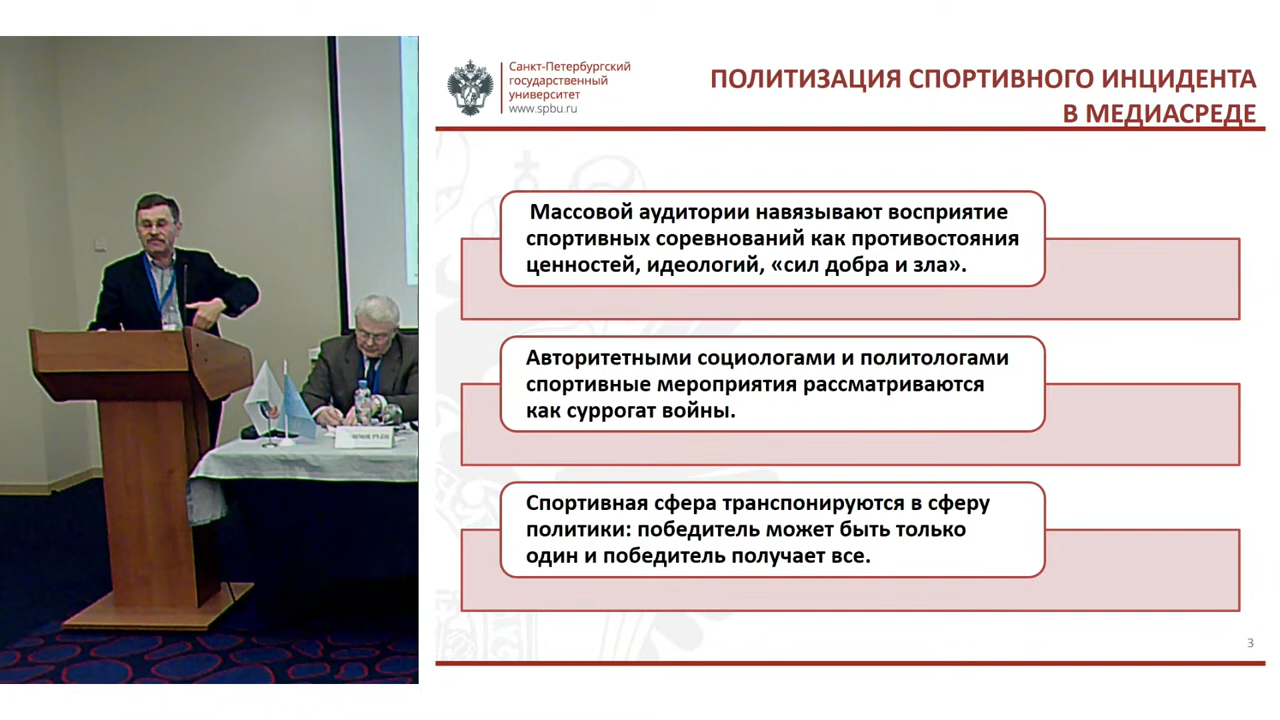 Санкт-Петербургский
государственный
университет
www.spbu.ru
ПОЛИТИЗАЦИЯ СПОРТИВНОГО ИНЦИДЕНТА
В МЕДИАСРЕДЕ
Массовой аудитории навязывают восприятие
спортивных соревнований как противостояния
ценностей, идеологий, «сил добра и зла».
Авторитетными социологами и политологами
спортивные мероприятия рассматриваются
как суррогат войны.
Спортивная сфера транспонируются в сферу
политики: победитель может быть только
один и победитель получает все.
3